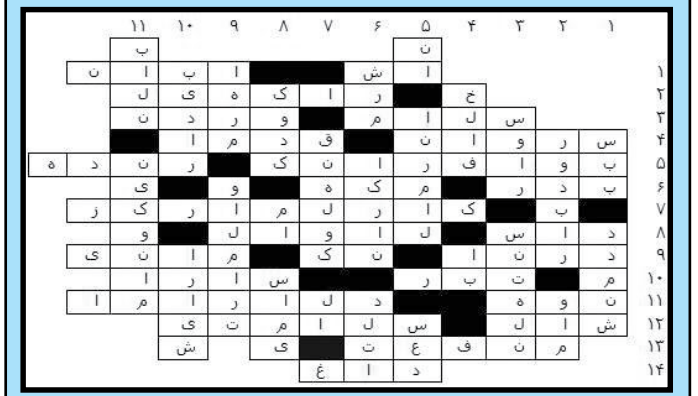 ۱ ۲ ۳ ۴ ۵ ۶ ۷ ۸ ۹ ۱۰ ۱۱
ن ب
۱ ا ش ا ب ا ن
۲ خ ر ا ک ه ی ل
۳ س ل ا م و ر د ن
۴ س ر و ا ن ق د م ا
۵ ب و ا ف ر ا ن ک ر ن د ه
۶ ب د ر م ک ه و ی
۷ ب ک ا ر ل م ا ر ک ز
۸ د ا س ل ا و ا ل و
۹ د ر ن ا ن ک م ا ن ی
۱۰ م ت ب ر س ا ر ا
۱۱ ن و ه د ل ا ر ا م ا
۱۲ ش ا ل س ل ا م ت ی
۱۳ م ن ف ع ت ی ش
۱۴ د ا غ